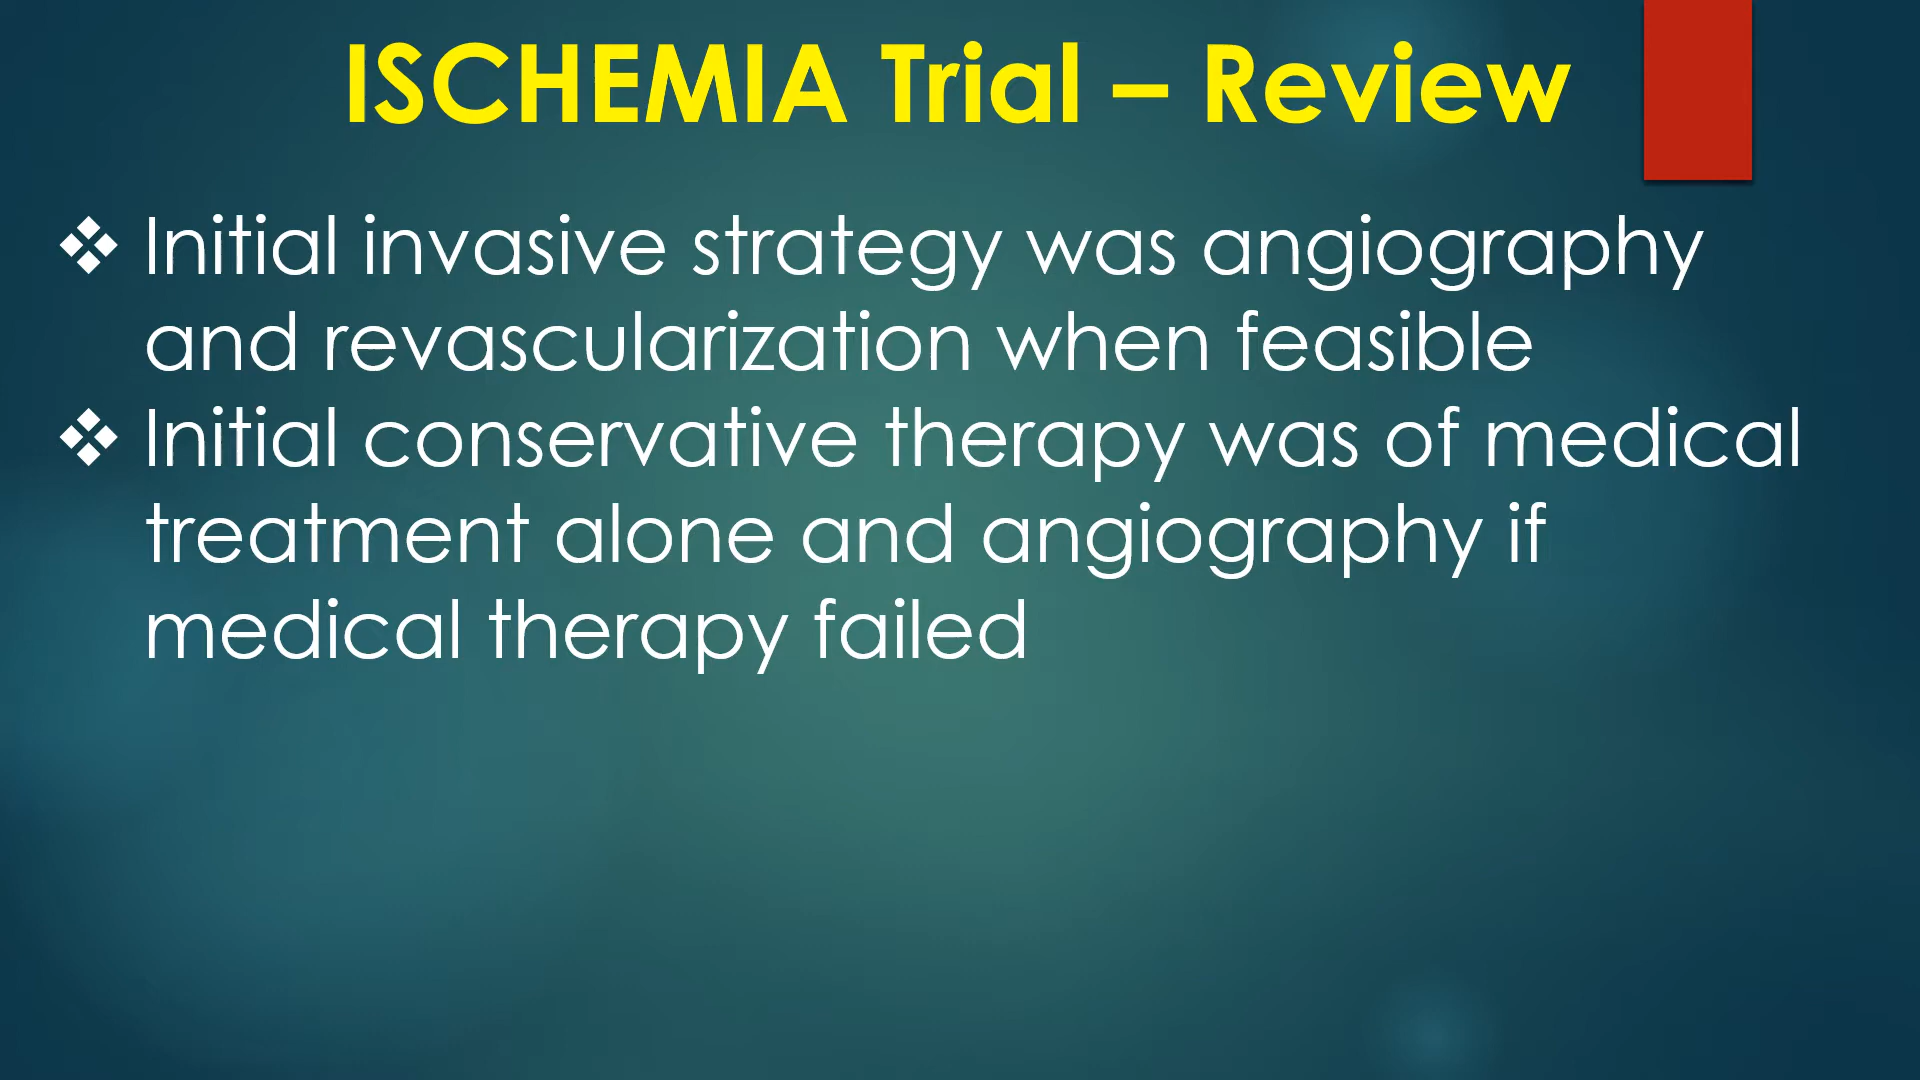 ISCHEMIA Trial – Review
❖ Initial invasive strategy was angiography
and revascularization when feasible
❖ Initial conservative therapy was of medical
treatment alone and angiography if
medical therapy failed